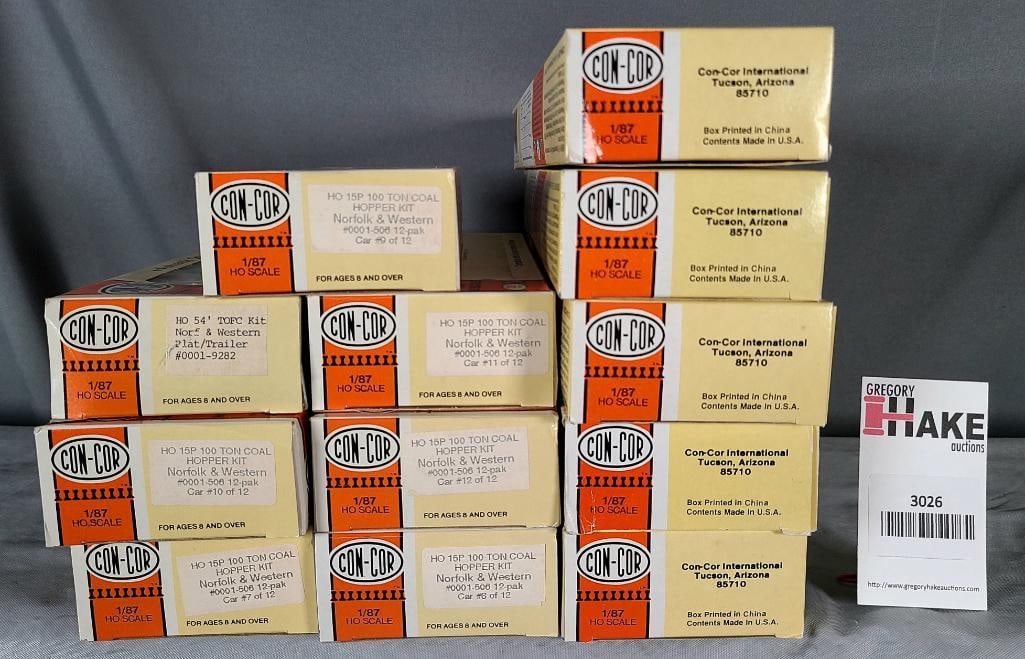 CON-COR
1/87
HO SCALE
Con-Cor International
Tucson, Arizona
85710
Box Printed in China
Contents Made in U.S.A.
CON-COR
1/87
HO SCALE
HO 15P 100 TON COAL
HOPPER KIT
Norfolk & Western
#0001-506 12-pak
Car #9 of 12
FOR AGES 8 AND OVER
CON-COR
1/87
HO SCALE
Con-Cor International
Tucson, Arizona
85710
Box Printed in China
Contents Made in U.S.A.
CON-COR
1/87
HO SCALE
HO 54' TOFC Kit
Norf & Western
Flat/Trailer
#0001-9282
FOR AGES 8 AND OVER
CON-COR
1/87
HO SCALE
HO 15P 100 TON COAL
HOPPER KIT
Norfolk & Western
#0001-506 12-pak
Car #11 of 12
FOR AGES 8 AND OVER
CON-COR
1/87
HO SCALE
Con-Cor International
Tucson, Arizona
85710
Box Printed in China
Contents Made in U.S.A.
CON-COR
1/87
HO SCALE
HO 15P 100 TON COAL
HOPPER KIT
Norfolk & Western
#0001-506 12-pak
Car #10 of 12
FOR AGES 8 AND OVER
CON-COR
1/87
HO SCALE
HO 15P 100 TON COAL
HOPPER KIT
Norfolk & Western
#0001-506 12-pak
Car #12 of 12
FOR AGES 8 AND OVER
CON-COR
1/87
HO SCALE
Con-Cor International
Tucson, Arizona
85710
Box Printed in China
Contents Made in U.S.A.
CON-COR
1/87
HO SCALE
HO 15P 100 TON COAL
HOPPER KIT
Norfolk & Western
#0001-506 12-pak
Car #7 of 12
FOR AGES 8 AND OVER
CON-COR
1/87
HO SCALE
HO 15P 100 TON COAL
HOPPER KIT
Norfolk & Western
#0001-506 12-pak
Car #8 of 12
FOR AGES 8 AND OVER
CON-COR
1/87
HO SCALE
Con-Cor International
Tucson, Arizona
85710
Box Printed in China
Contents Made in U.S.A.
GREGORY
HAKE
auctions
3026
http://www.gregoryhakeauctions.com